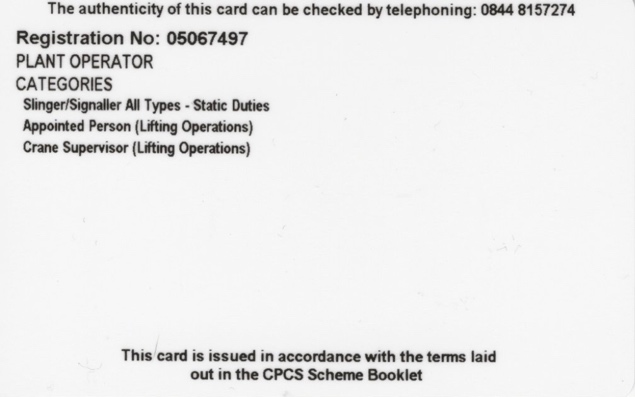 The authenticity of this card can be checked by telephoning: 0844 8157274
Registration No: 05067497
PLANT OPERATOR
CATEGORIES
Slinger/Signaller All Types - Static Duties
Appointed Person (Lifting Operations)
Crane Supervisor (Lifting Operations)
This card is issued in accordance with the terms laid
out in the CPCS Scheme Booklet